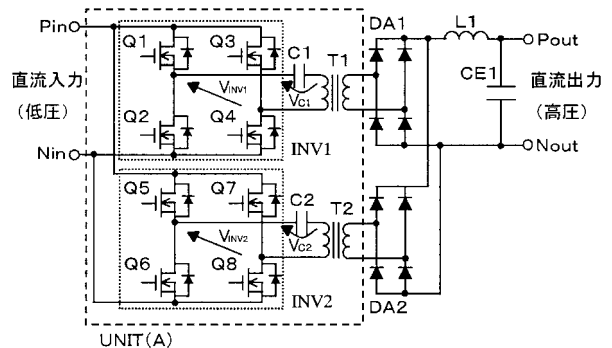 Pin
Q1
Q3
C1
T1
DA1
L1
Pout
直流入力
(低圧)
VINV1
VC1
CE1
直流出力
(高圧)
Q2
Q4
Nin
INV1
Nout
Q5
Q7
C2
T2
VINV2
VC2
Q6
Q8
INV2
DA2
UNIT(A)